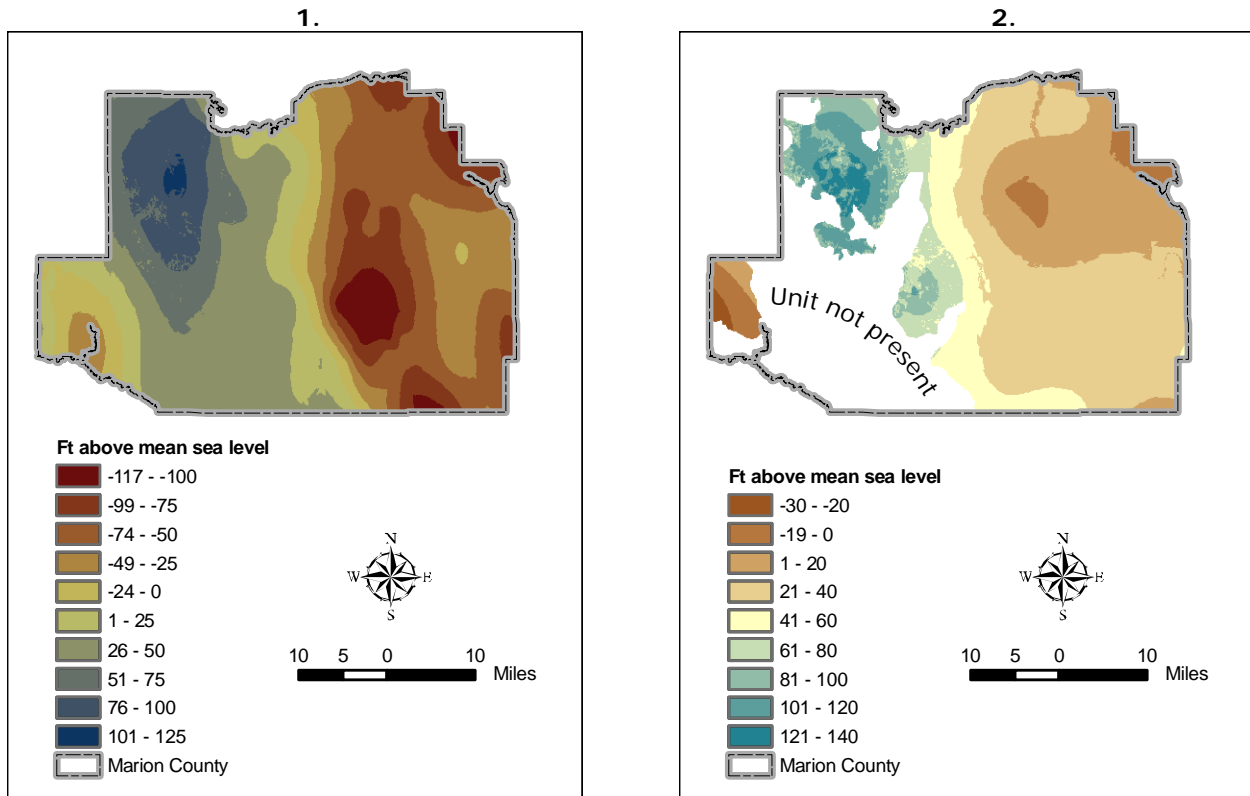 1.
Ft above mean sea level
-117 - -100
-99 - -75
-74 - -50
-49 - -25
-24 - 0
1 - 25
26 - 50
51 - 75
76 - 100
101 - 125
Marion County
N
W E
S
10 5 0 10
Miles
2.
Unit not present
Ft above mean sea level
-30 - -20
-19 - 0
1 - 20
21 - 40
41 - 60
61 - 80
81 - 100
101 - 120
121 - 140
Marion County
N
W E
S
10 5 0 10
Miles